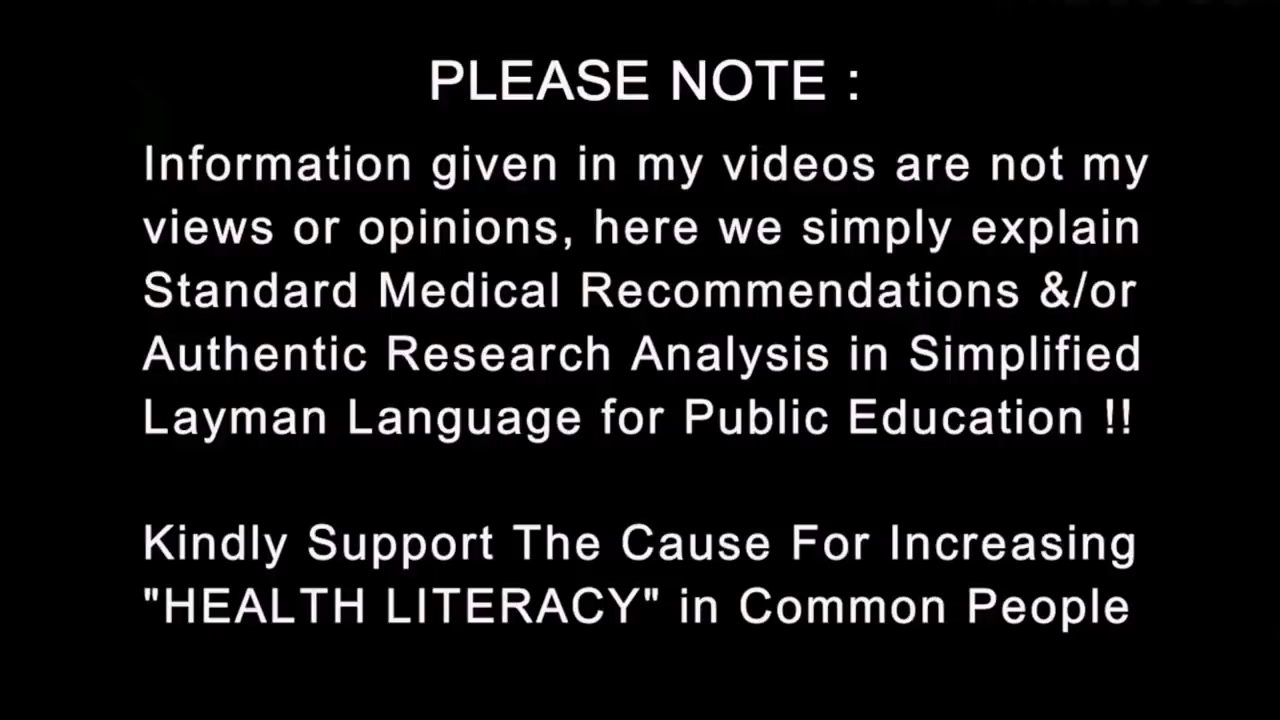 PLEASE NOTE :
Information given in my videos are not my
views or opinions, here we simply explain
Standard Medical Recommendations &/or
Authentic Research Analysis in Simplified
Layman Language for Public Education !!
Kindly Support The Cause For Increasing
"HEALTH LITERACY" in Common People